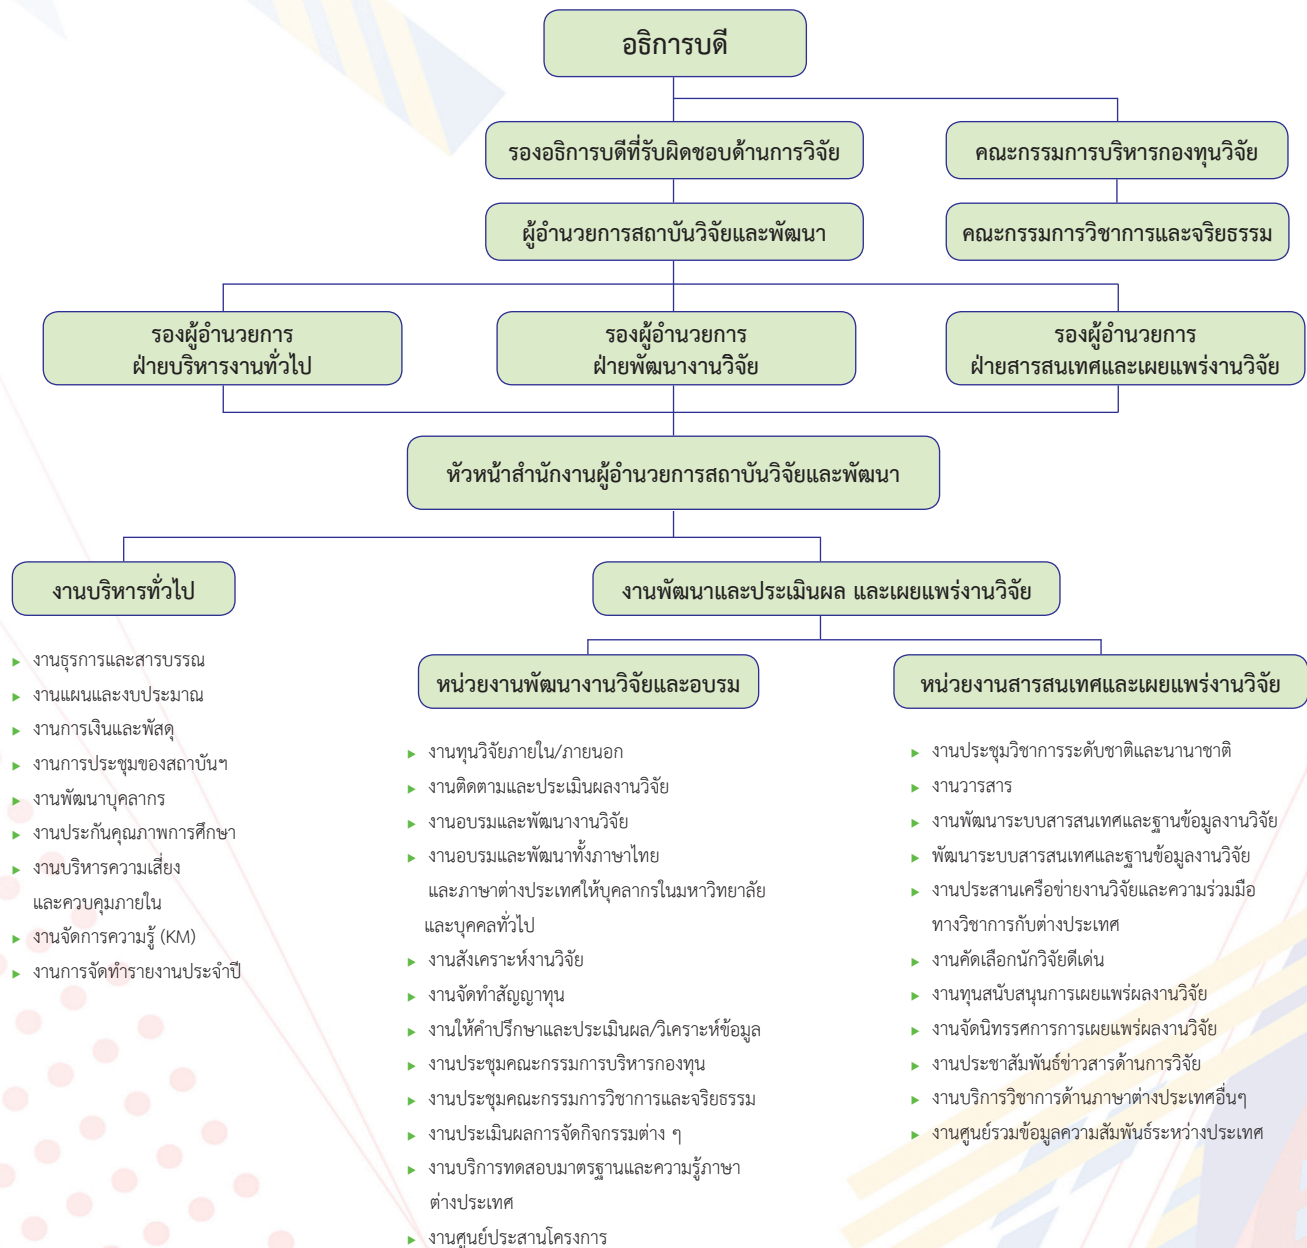 อธิการบดี
รองอธิการบดีที่รับผิดชอบด้านการวิจัย
คณะกรรมการบริหารกองทุนวิจัย
ผู้อำนวยการสถาบันวิจัยและพัฒนา
คณะกรรมการวิชาการและจริยธรรม
รองผู้อำนวยการ
ฝ่ายบริหารงานทั่วไป
รองผู้อำนวยการ
ฝ่ายพัฒนางานวิจัย
รองผู้อำนวยการ
ฝ่ายสารสนเทศและเผยแพร่งานวิจัย
หัวหน้าสำนักงานผู้อำนวยการสถาบันวิจัยและพัฒนา
งานบริหารทั่วไป
งานธุรการและสารบรรณ
งานแผนและงบประมาณ
งานการเงินและพัสดุ
งานการประชุมของสถาบันฯ
งานพัฒนาบุคลากร
งานประกันคุณภาพการศึกษา
งานบริหารความเสี่ยง
และควบคุมภายใน
งานจัดการความรู้ (KM)
งานการจัดทำรายงานประจำปี
งานพัฒนาและประเมินผล และเผยแพร่งานวิจัย
หน่วยงานพัฒนางานวิจัยและอบรม
งานทุนวิจัยภายใน/ภายนอก
งานติดตามและประเมินผลงานวิจัย
งานอบรมและพัฒนางานวิจัย
งานอบรมและพัฒนาทั้งภาษาไทย
และภาษาต่างประเทศให้บุคลากรในมหาวิทยาลัย
และบุคคลทั่วไป
งานสังเคราะห์งานวิจัย
งานจัดทำสัญญาทุน
งานให้คำปรึกษาและประเมินผล/วิเคราะห์ข้อมูล
งานประชุมคณะกรรมการบริหารกองทุน
งานประชุมคณะกรรมการวิชาการและจริยธรรม
งานประเมินผลการจัดกิจกรรมต่าง ๆ
งานบริการทดสอบมาตรฐานและความรู้ภาษา
ต่างประเทศ
งานศูนย์ประสานโครงการ
หน่วยงานสารสนเทศและเผยแพร่งานวิจัย
งานประชุมวิชาการระดับชาติและนานาชาติ
งานวารสาร
งานพัฒนาระบบสารสนเทศและฐานข้อมูลงานวิจัย
พัฒนาระบบสารสนเทศและฐานข้อมูลงานวิจัย
งานประสานเครือข่ายงานวิจัยและความร่วมมือ
ทางวิชาการกับต่างประเทศ
งานคัดเลือกนักวิจัยดีเด่น
งานทุนสนับสนุนการเผยแพร่ผลงานวิจัย
งานจัดนิทรรศการการเผยแพร่ผลงานวิจัย
งานประชาสัมพันธ์ข่าวสารด้านการวิจัย
งานบริการวิชาการด้านภาษาต่างประเทศอื่นๆ
งานศูนย์รวมข้อมูลความสัมพันธ์ระหว่างประเทศ